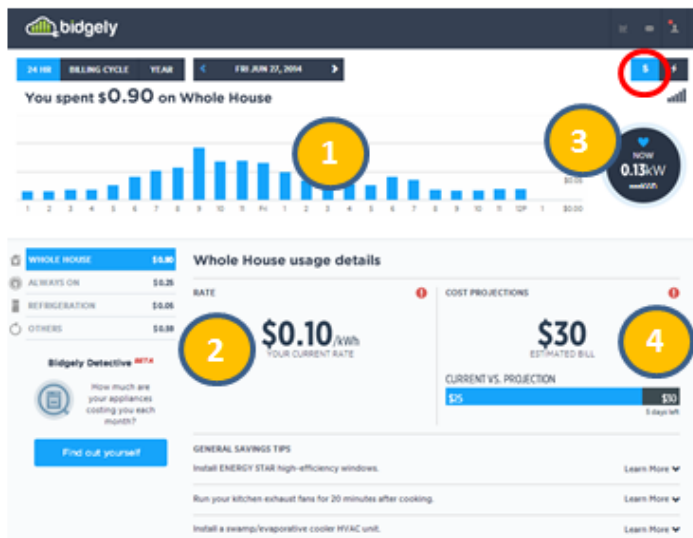 bidgely
24 HR BILLING CYCLE YEAR < FRI JUN 27, 2014 > $
You spent $0.90 on Whole House
1
3
NOW
0.13kW
$0.05
1 2 3 4 5 6 7 8 9 10 11 1 2 3 4 5 6 7 8 9 10 11 12P 1 $0.00
WHOLE HOUSE $0.90
ALWAYS ON $0.25
REFRIGERATION $0.05
OTHERS
Bidgely Detective BETA
How much are
your appliances
costing you each
month?
Find out yourself
Whole House usage details
RATE
2
$0.10/kWh
YOUR CURRENT RATE
COST PROJECTIONS
$30
ESTIMATED BILL
4
CURRENT VS. PROJECTION
$25 $30
5 days left
GENERAL SAVINGS TIPS
Install ENERGY STAR high-efficiency windows. Learn More
Run your kitchen exhaust fans for 20 minutes after cooking. Learn More
Install a swamp/evaporative cooler HVAC unit. Learn More